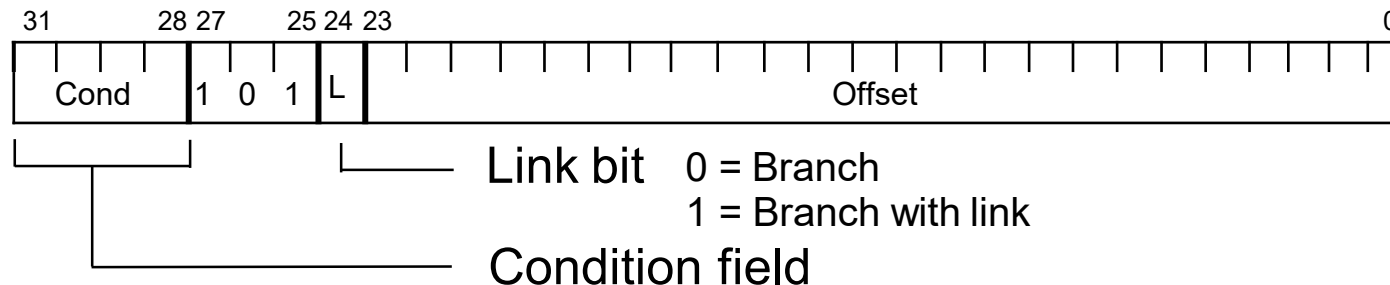 31 28 27 25 24 23 0
Cond 1 0 1 L Offset
Link bit 0 = Branch
1 = Branch with link
Condition field